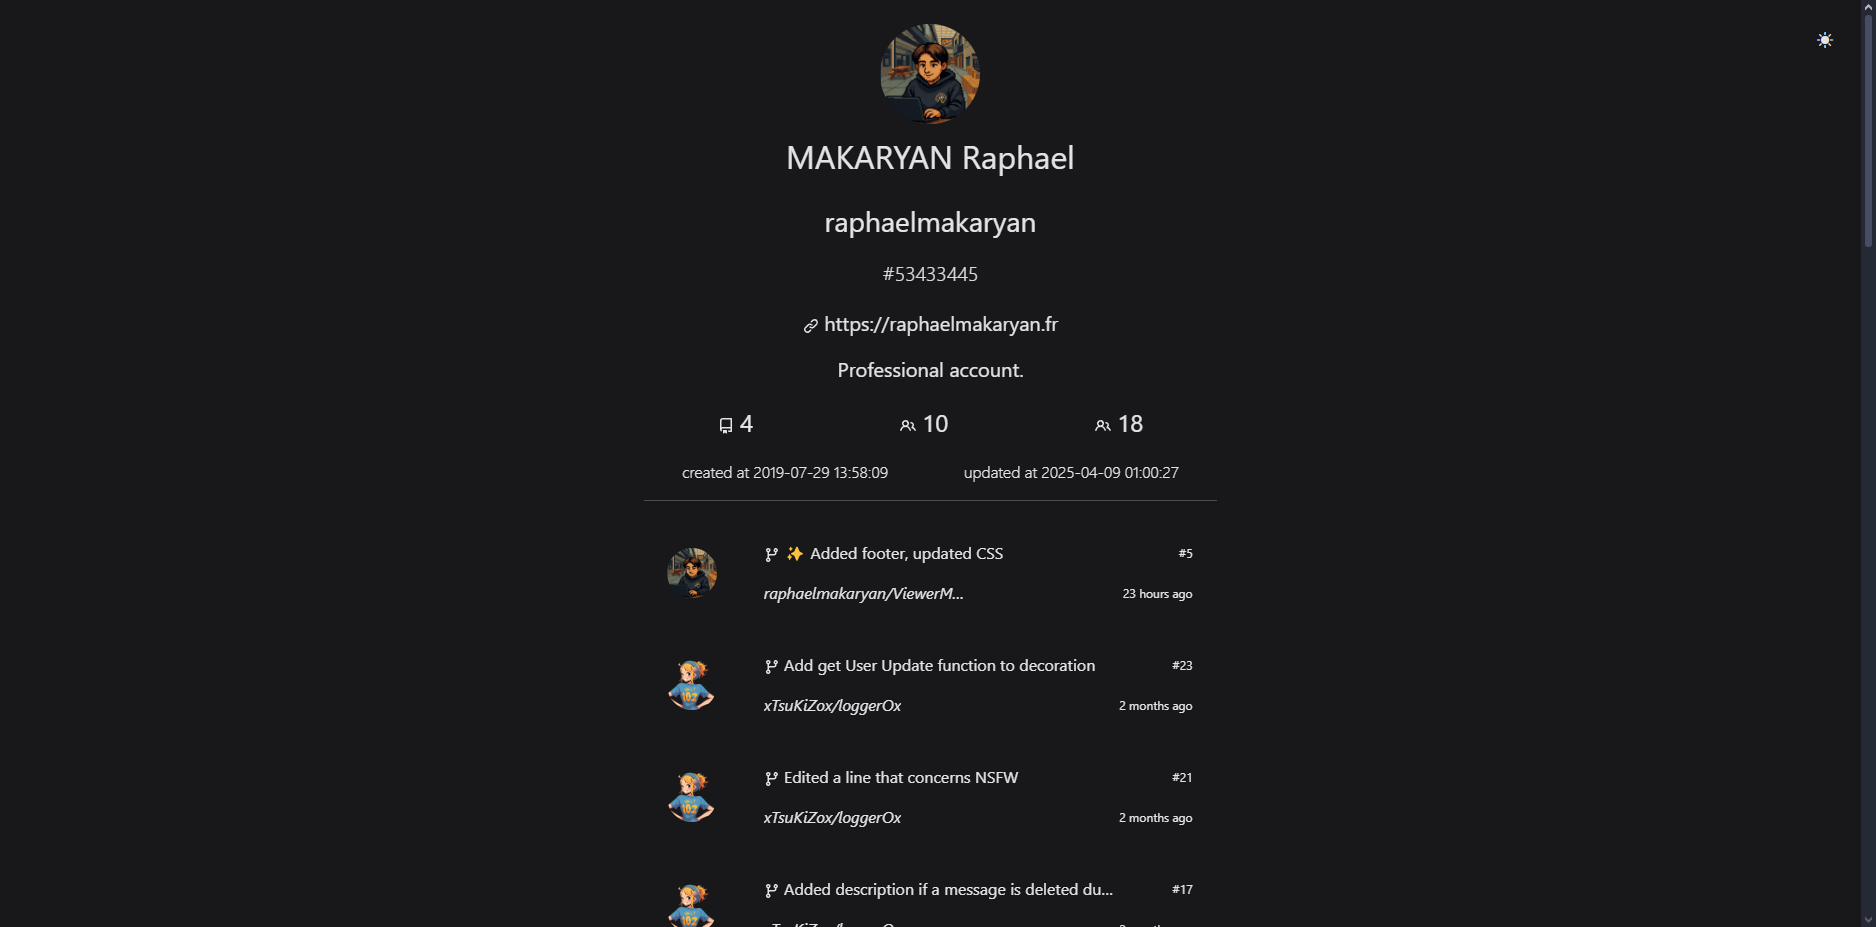 MAKARYAN Raphael
raphaelmakaryan
#53433445
https://raphaelmakaryan.fr
Professional account.
4 10 18
created at 2019-07-29 13:58:09 updated at 2025-04-09 01:00:27
✨ Added footer, updated CSS #5
raphaelmakaryan/ViewerM... 23 hours ago
Add get User Update function to decoration #23
xTsuKiZox/loggerOx 2 months ago
Edited a line that concerns NSFW #21
xTsuKiZox/loggerOx 2 months ago
Added description if a message is deleted du... #17